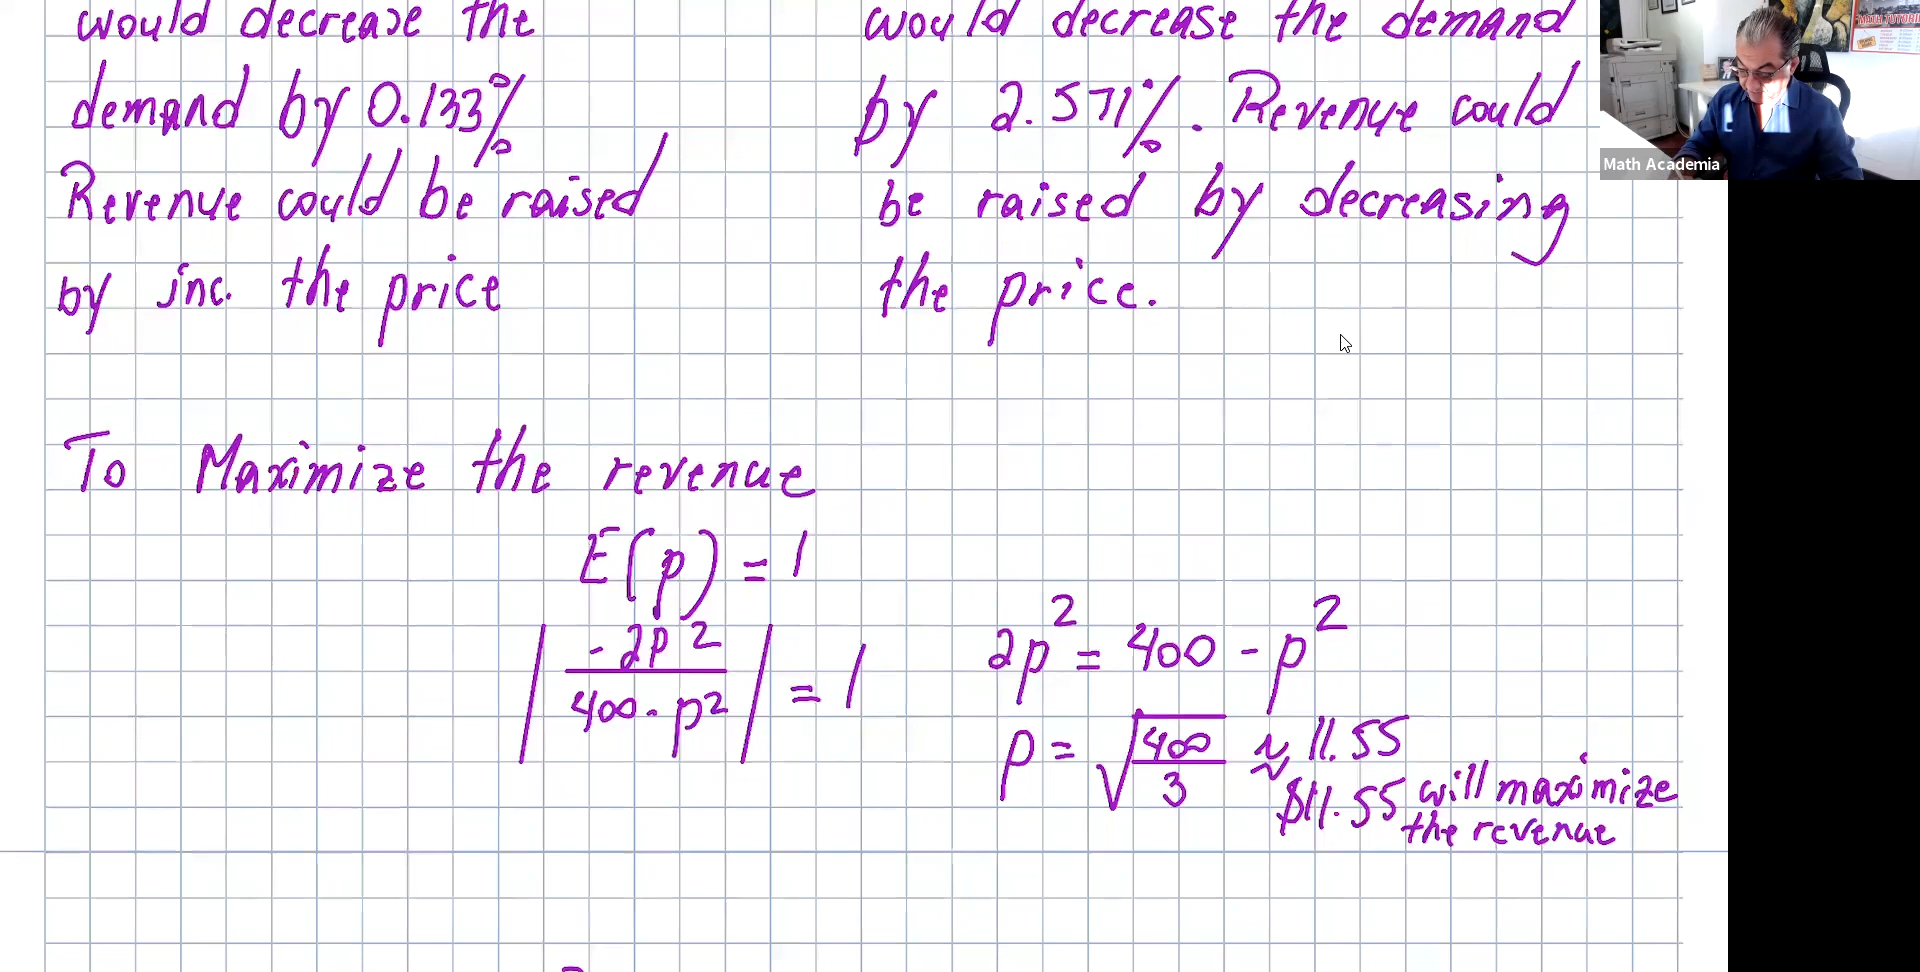 would decrease the
demand by 0.133%
Revenue could be raised
by inc. the price
would decrease the demand
by 2.571%. Revenue could
be raised by decreasing
the price.
To Maximize the revenue
E(p) = 1
|-2p²/400-p²| = 1
2p² = 400 - p²
p = √400/3 ≈ 11.55
$11.55 will maximize
the revenue
Math Academia
MATH TUTORING